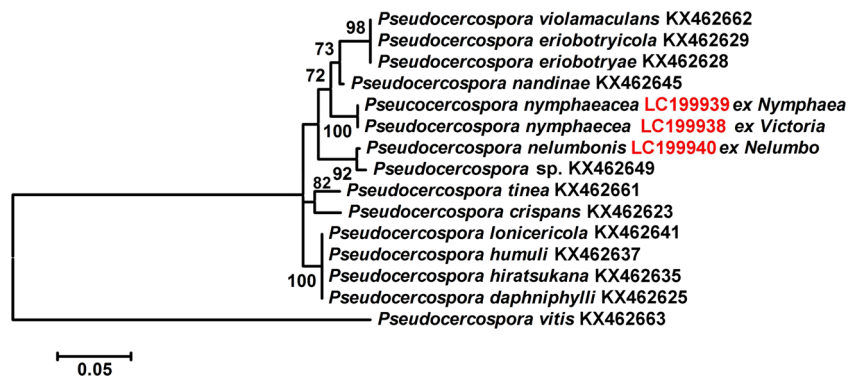 Pseudocercospora violamaculans KX462662
98
Pseudocercospora eriobotryicola KX462629
73
Pseudocercospora eriobotryae KX462628
72
Pseudocercospora nandinae KX462645
Pseucocercospora nymphaeacea LC199939 ex Nymphaea
100
Pseudocercospora nymphaecea LC199938 ex Victoria
Pseudocercospora nelumbonis LC199940 ex Nelumbo
92
Pseudocercospora sp. KX462649
82
Pseudocercospora tinea KX462661
Pseudocercospora crispans KX462623
Pseudocercospora lonicericola KX462641
Pseudocercospora humuli KX462637
100
Pseudocercospora hiratsukana KX462635
Pseudocercospora daphniphylli KX462625
Pseudocercospora vitis KX462663
0.05